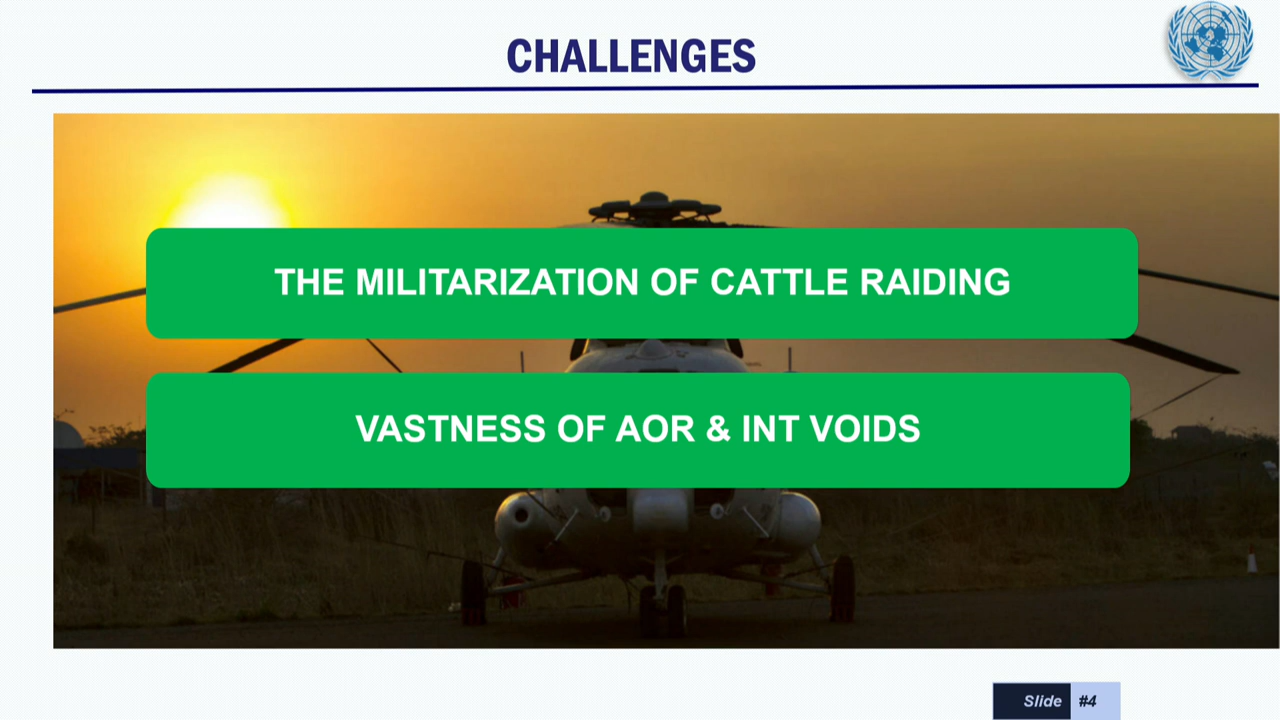 CHALLENGES
THE MILITARIZATION OF CATTLE RAIDING
VASTNESS OF AOR & INT VOIDS
Slide #4